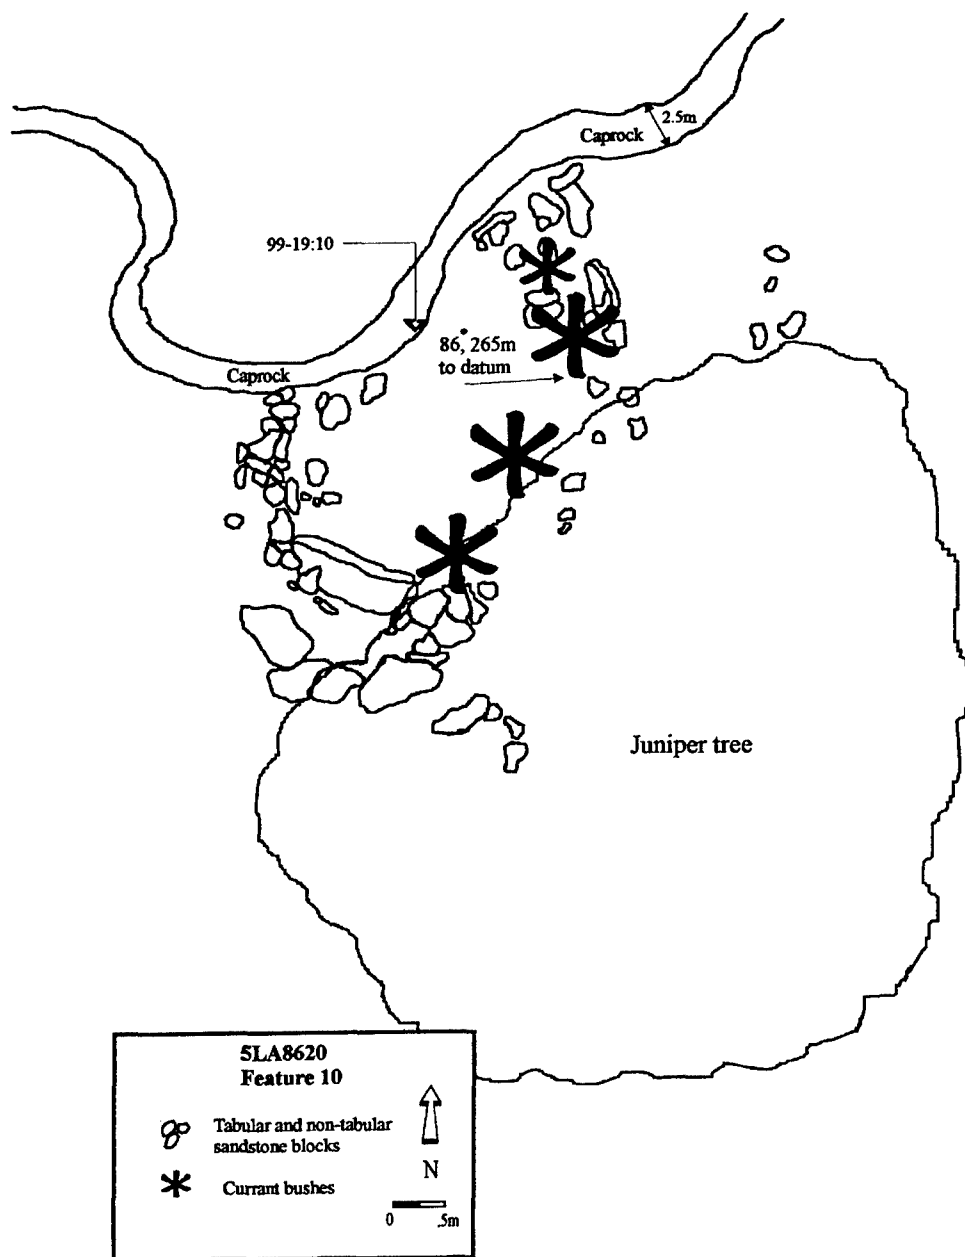 2.5m
Caprock
99-19:10
86°, 265m
to datum
Caprock
Juniper tree
5LA8620
Feature 10
Tabular and non-tabular
sandstone blocks
Currant bushes
N
0 .5m